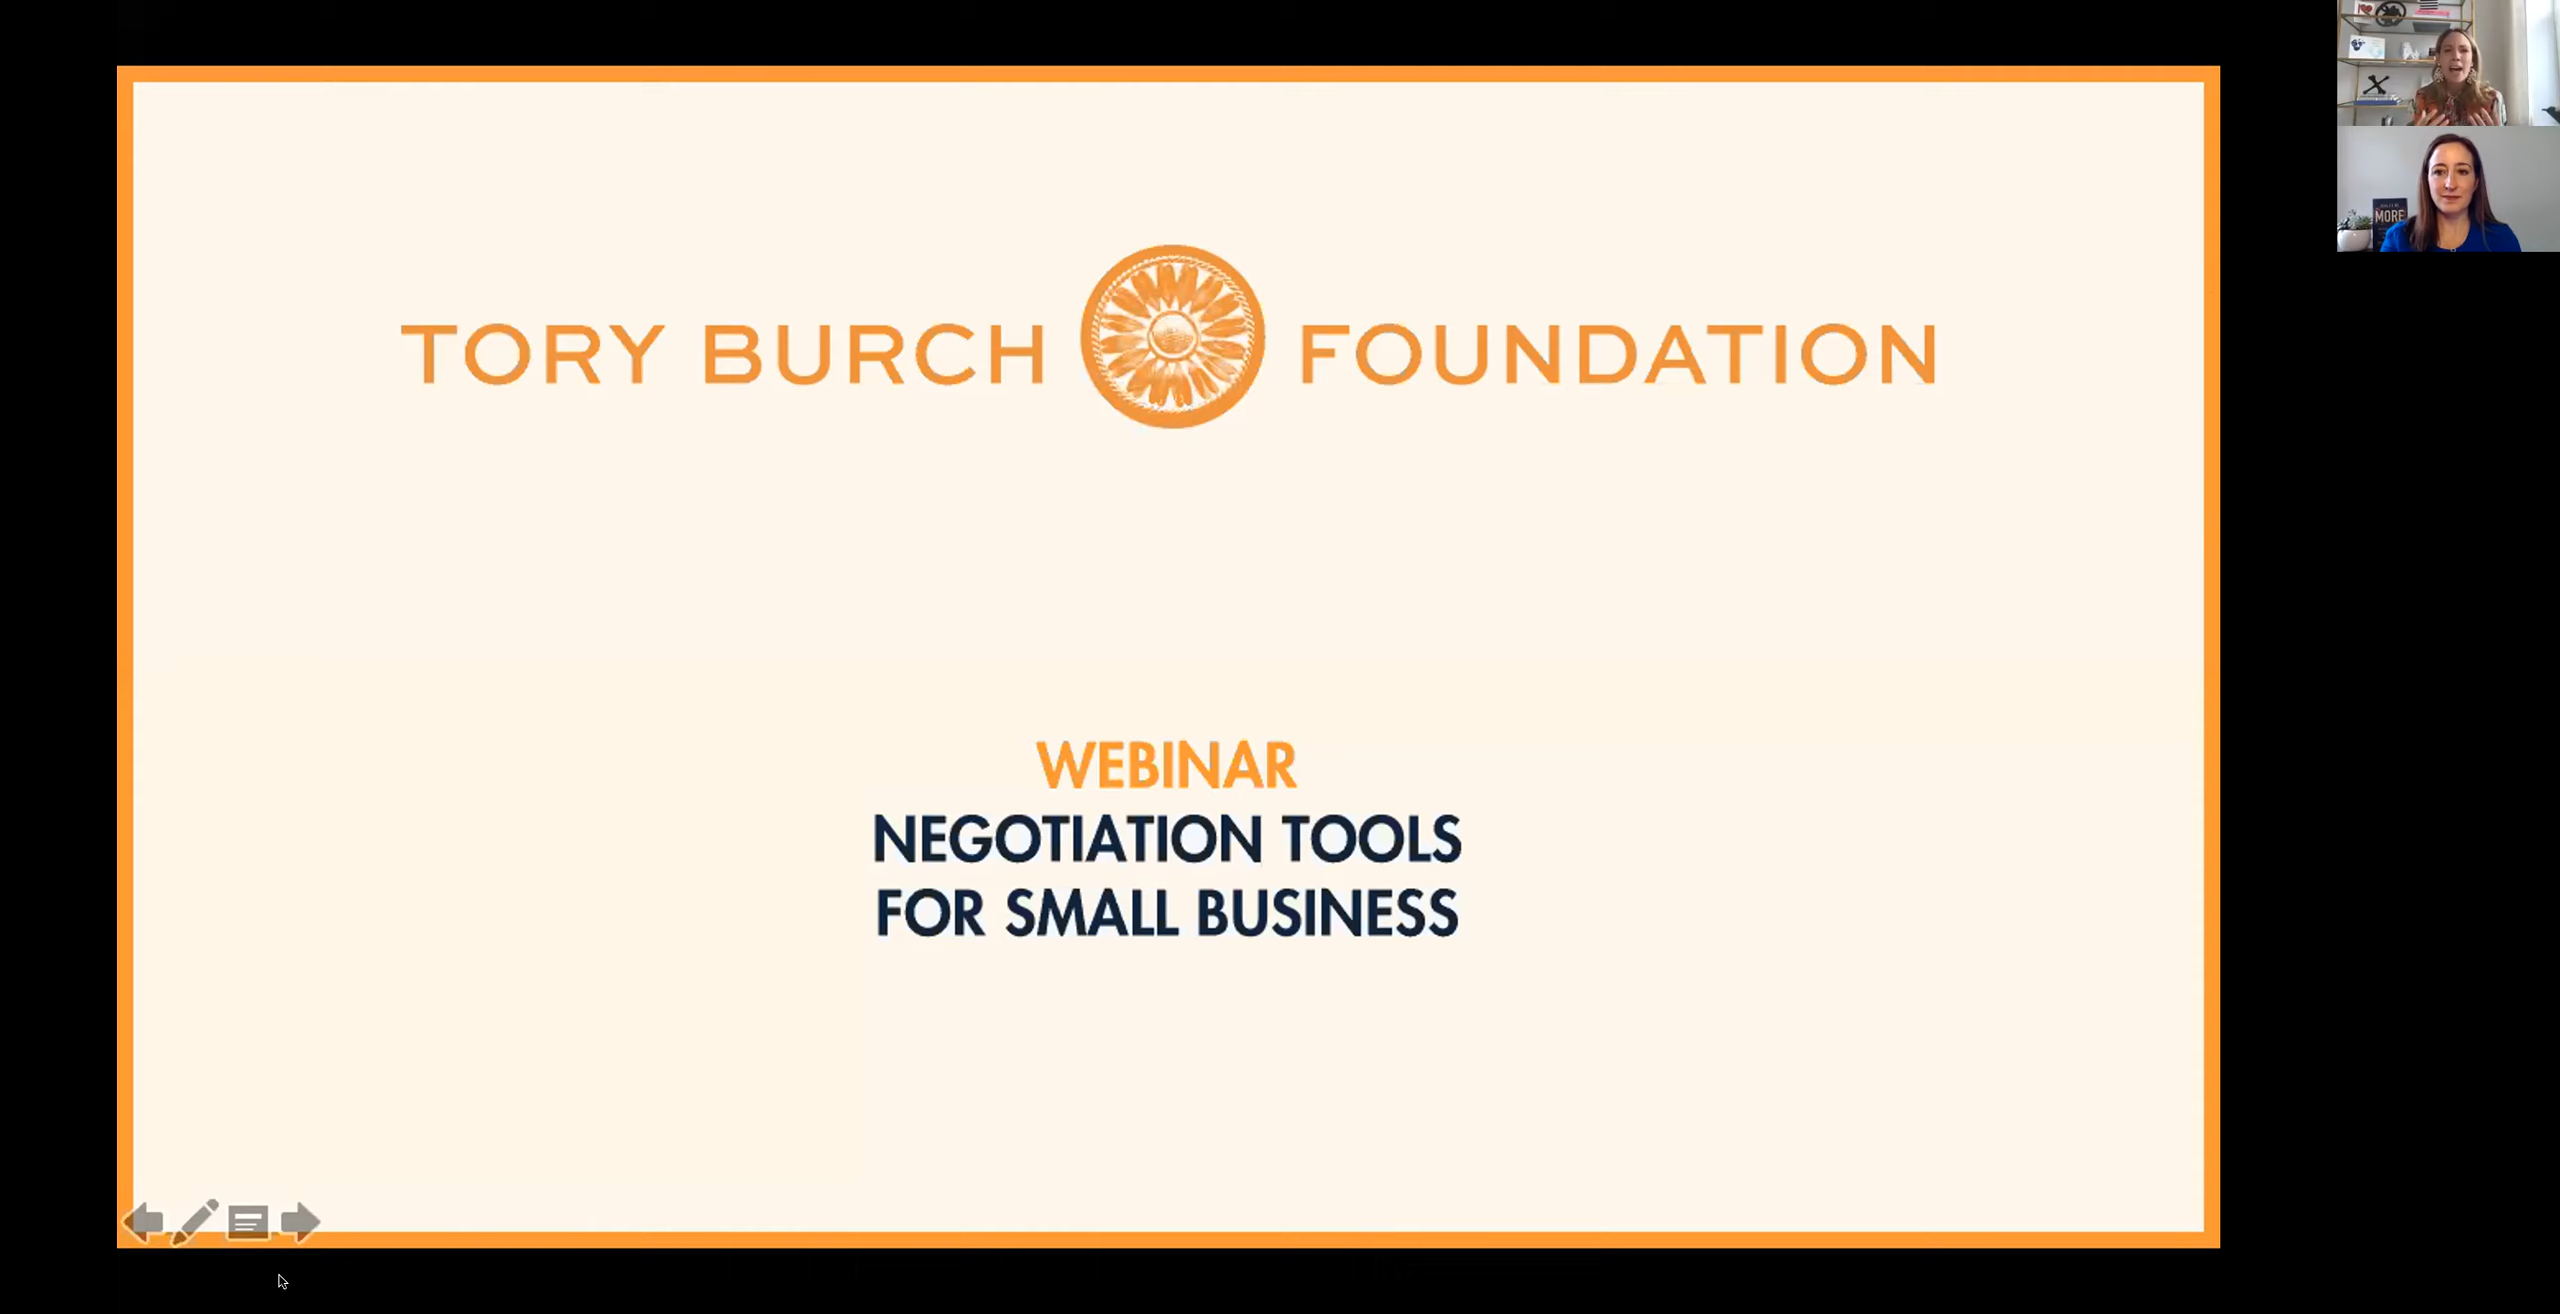 TORY BURCH FOUNDATION
WEBINAR
NEGOTIATION TOOLS
FOR SMALL BUSINESS
MORE